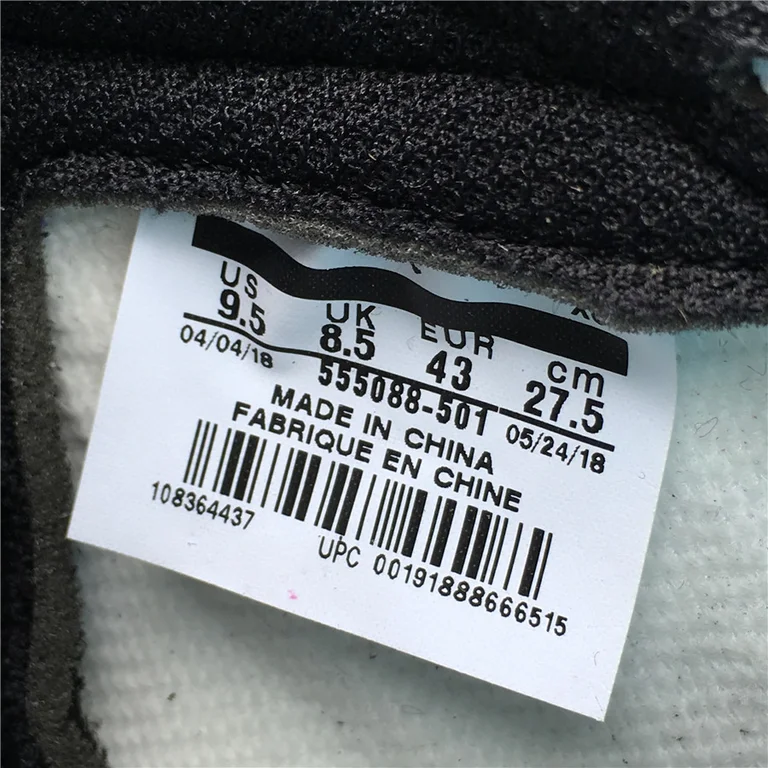 US UK EUR cm
9.5 8.5 43 27.5
04/04/18 555088-501 05/24/18
MADE IN CHINA
FABRIQUE EN CHINE
108364437
UPC 00191888666515